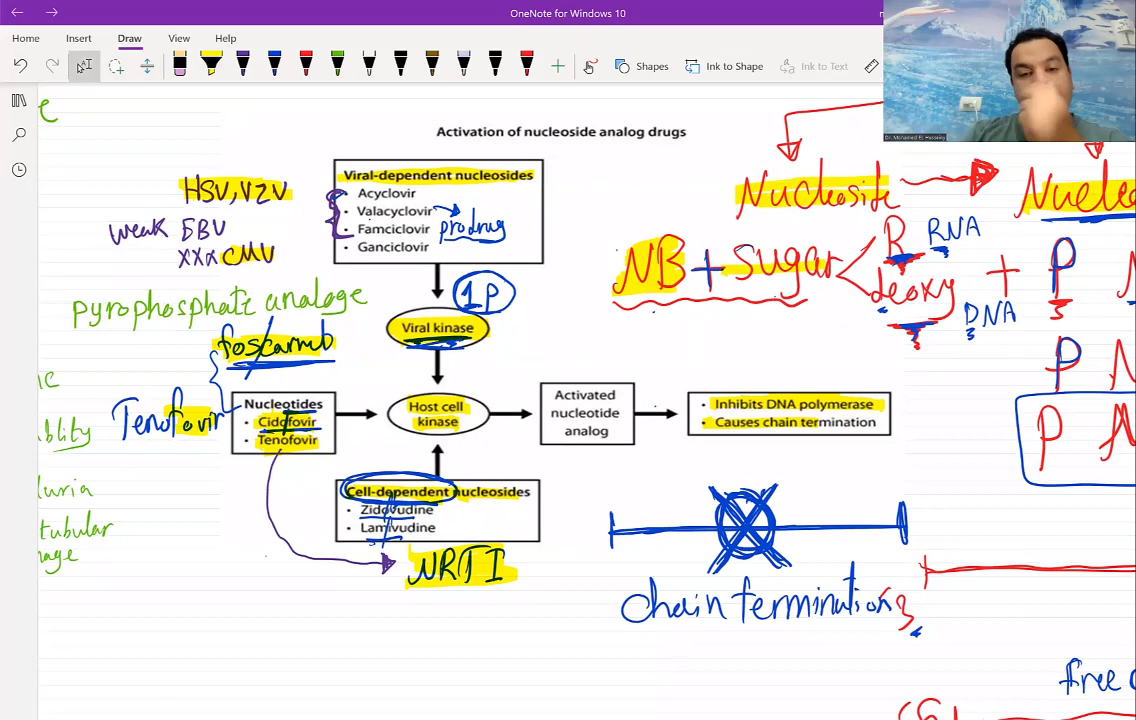 OneNote for Windows 10
Home Insert Draw View Help
Shapes Ink to Shape Ink to Text
Dr. Mohamed EL Husseiny
Activation of nucleoside analog drugs
Viral-dependent nucleosides
Acyclovir
• Valacyclovir
• Famciclovir
• Ganciclovir
prodrug
HSV, VZV
weak EBV
xxx CMV
pyrophosphate analoge
foscarnet
1P
Viral kinase
Tenofovir
Nucleotides
• Cidofovir
• Tenofovir
Host cell
kinase
Activated
nucleotide
analog
• Inhibits DNA polymerase
• Causes chain termination
Cell-dependent nucleosides
• Zidovudine
• Lamivudine
NRTI
Nucleoside
NB + sugar
R RNA
deoxy DNA
+ P
P
P
chain termination
blity
luria
tubular
free